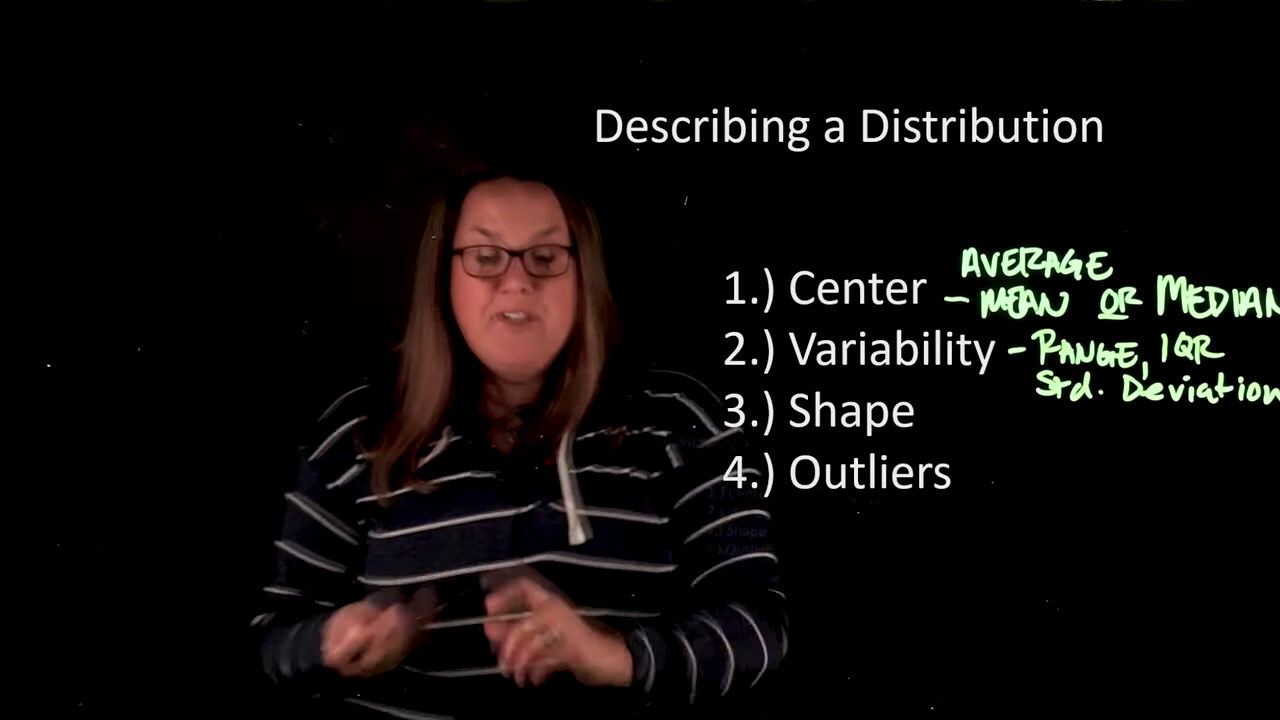 Describing a Distribution
AVERAGE
1.) Center - MEAN OR MEDIAN
2.) Variability - RANGE, IQR
Std. Deviation
3.) Shape
4.) Outliers